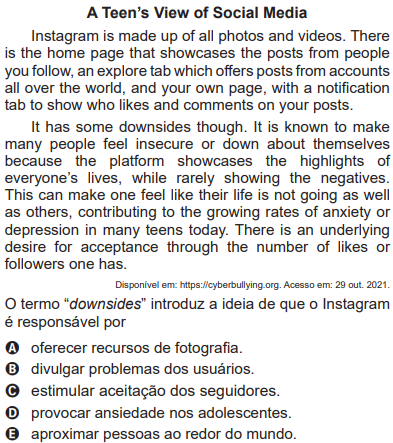 A Teen's View of Social Media
Instagram is made up of all photos and videos. There
is the home page that showcases the posts from people
you follow, an explore tab which offers posts from accounts
all over the world, and your own page, with a notification
tab to show who likes and comments on your posts.
It has some downsides though. It is known to make
many people feel insecure or down about themselves
because the platform showcases the highlights of
everyone's lives, while rarely showing the negatives.
This can make one feel like their life is not going as well
as others, contributing to the growing rates of anxiety or
depression in many teens today. There is an underlying
desire for acceptance through the number of likes or
followers one has.
Disponível em: https://cyberbullying.org. Acesso em: 29 out. 2021.
O termo “downsides” introduz a ideia de que o Instagram
é responsável por
A oferecer recursos de fotografia.
B divulgar problemas dos usuários.
C estimular aceitação dos seguidores.
D provocar ansiedade nos adolescentes.
E aproximar pessoas ao redor do mundo.